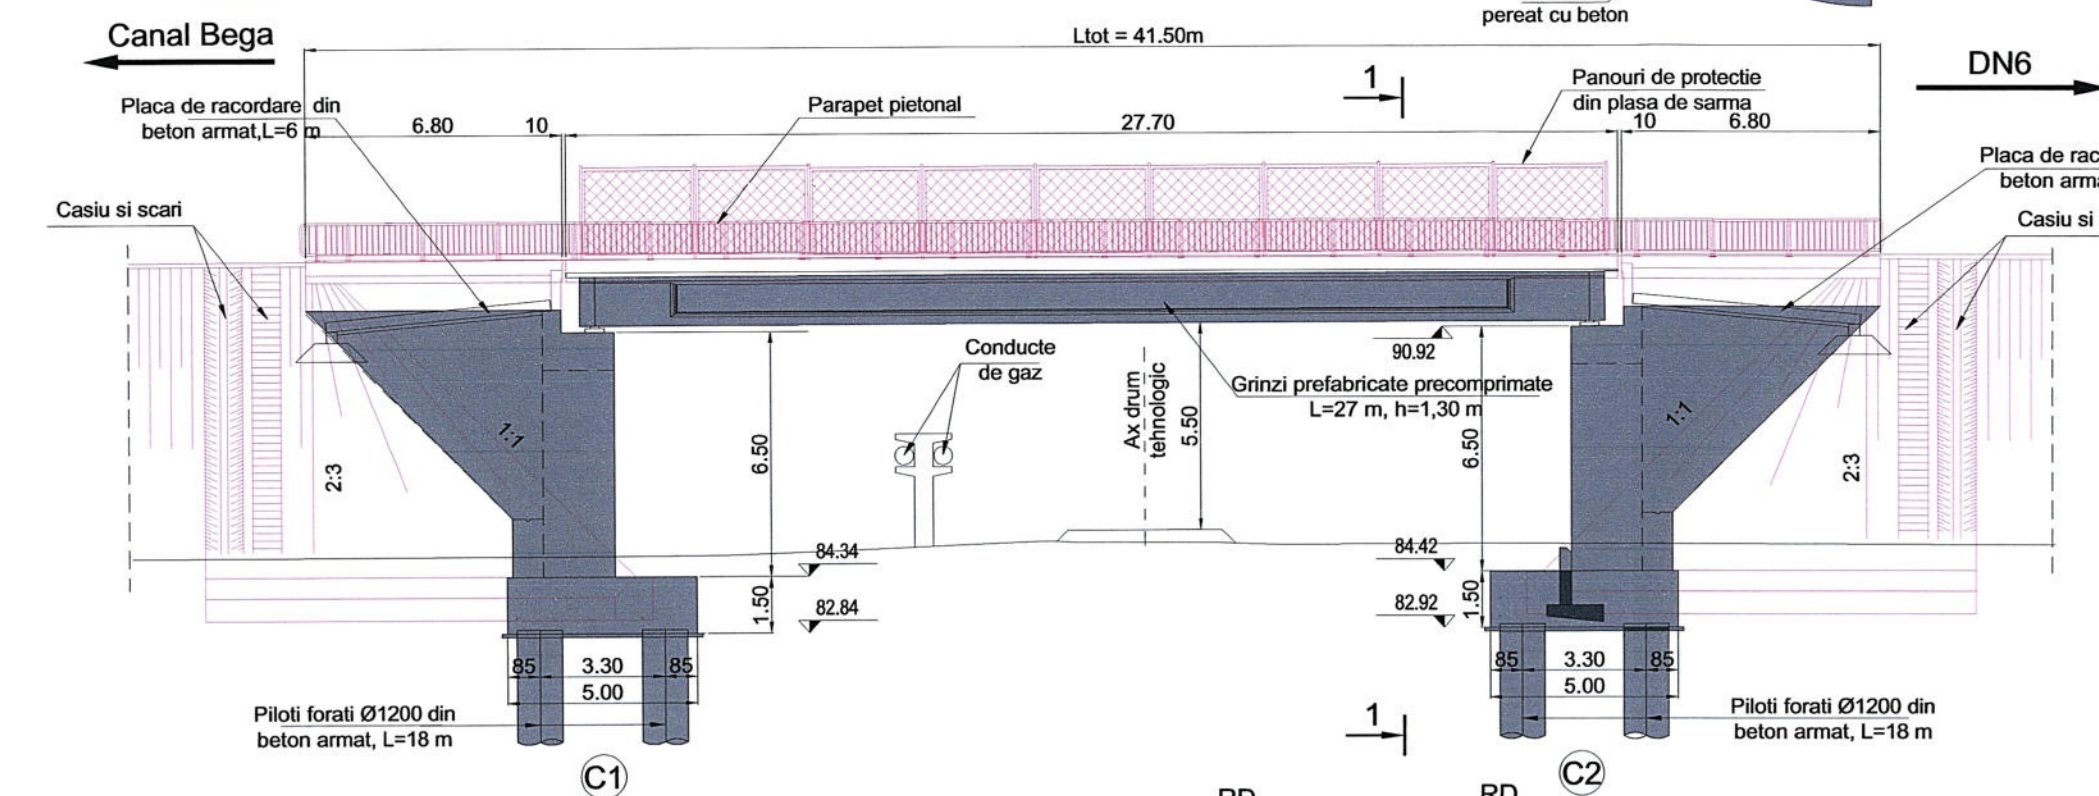 pereat cu beton
Canal Bega
Ltot = 41.50m
DN6
1
Placa de racordare din
beton armat,L=6 m
6.80
10
Parapet pietonal
27.70
Panouri de protectie
din plasa de sarma
10
6.80
Placa de rac
beton arma
Casiu si scari
Casiu si
90.92
Conducte
de gaz
Ax drum
tehnologic
5.50
Grinzi prefabricate precomprimate
L=27 m, h=1,30 m
1:1
1:1
6.50
6.50
2:3
2:3
84.34
84.42
1.50
82.84
82.92
1.50
85
3.30
85
5.00
85
3.30
85
5.00
Piloti forati Ø1200 din
beton armat, L=18 m
1
Piloti forati Ø1200 din
beton armat, L=18 m
C1
C2
RD
RD